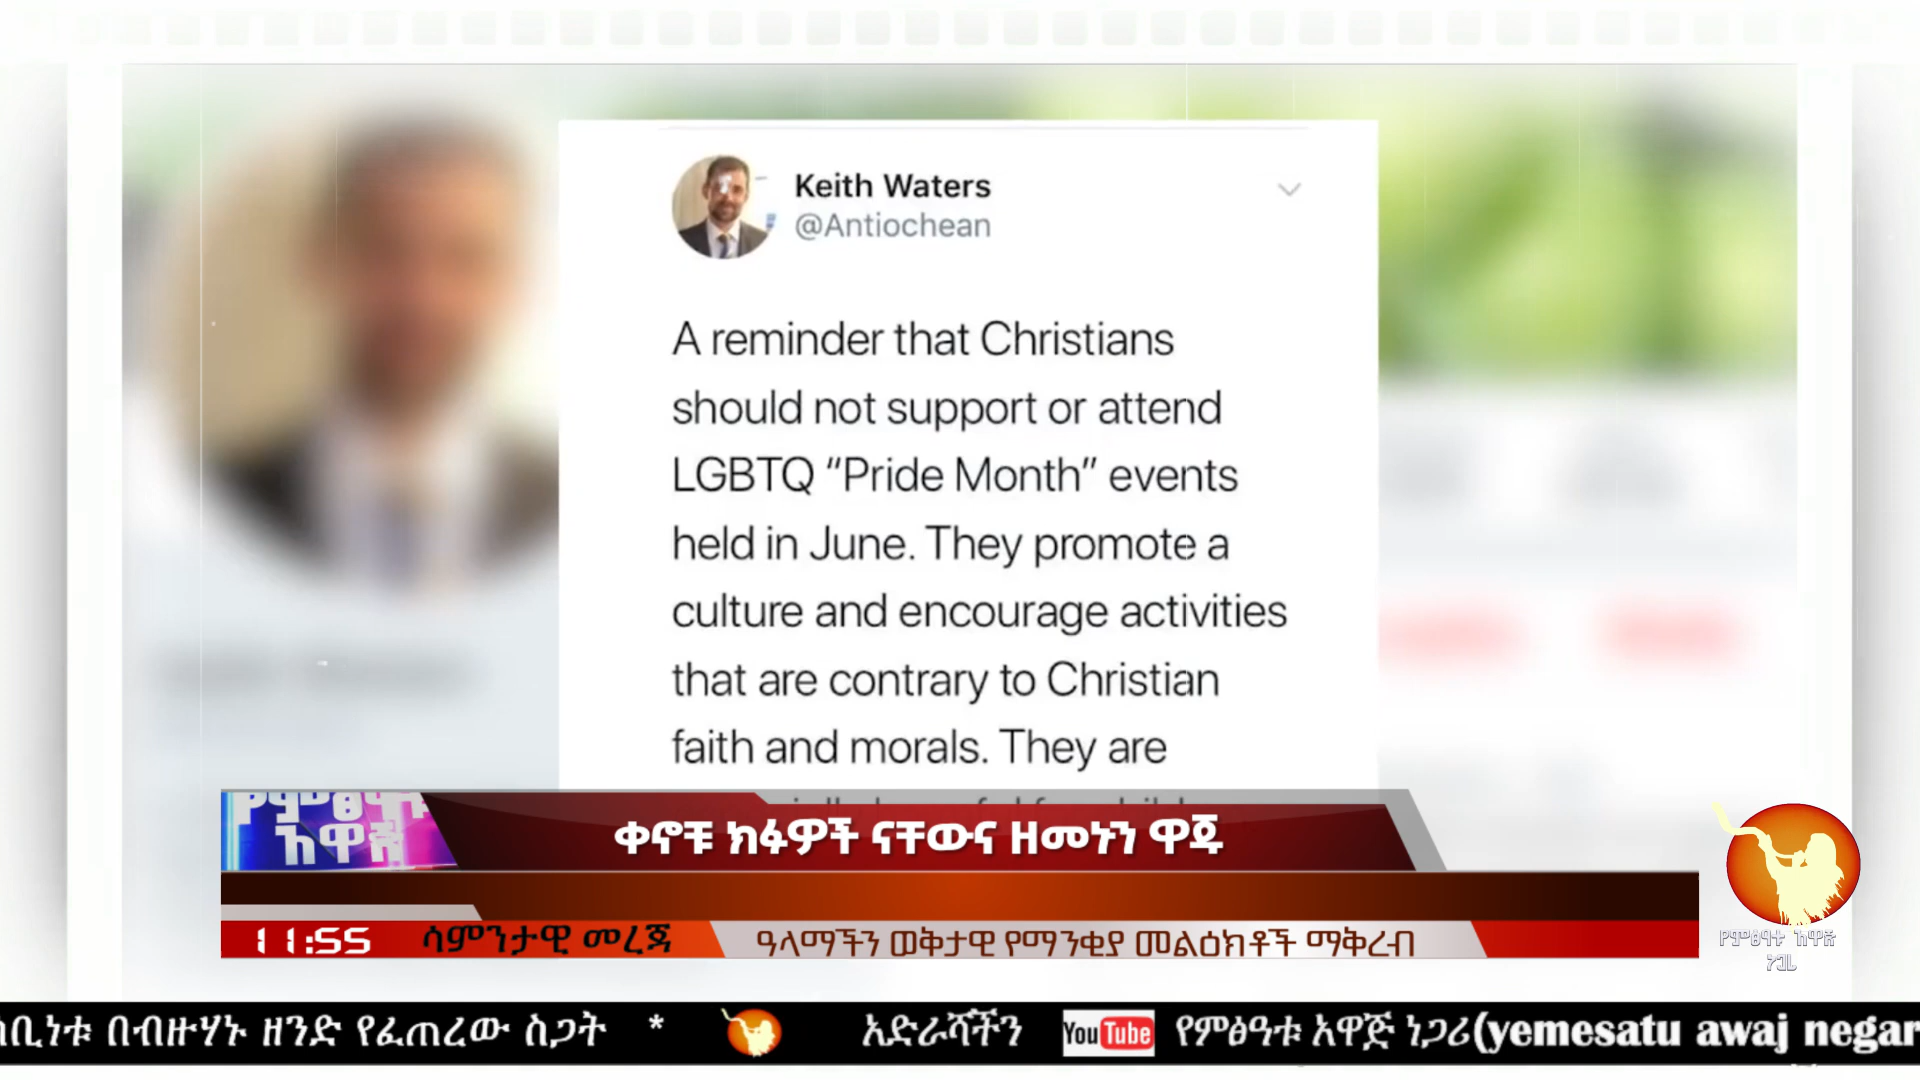 Keith Waters
@Antiochean
A reminder that Christians
should not support or attend
LGBTQ “Pride Month” events
held in June. They promote a
culture and encourage activities
that are contrary to Christian
faith and morals. They are
የምፅዓቱ
አዋጅ
ቀኖቹ ክፉዎች ናቸውና ዘመኑን ዋጁ
11:55 ሳምንታዊ መረጃ ዓላማችን ወቅታዊ የማንቂያ መልዕክቶች ማቅረብ
የምፅዓቱ አዋጅ
ነጋሪ
በብዙሃኑ ዘንድ የፈጠረው ስጋት * አድራሻችን YouTube የምፅዓቱ አዋጅ ነጋሪ(yemesatu awaj negar